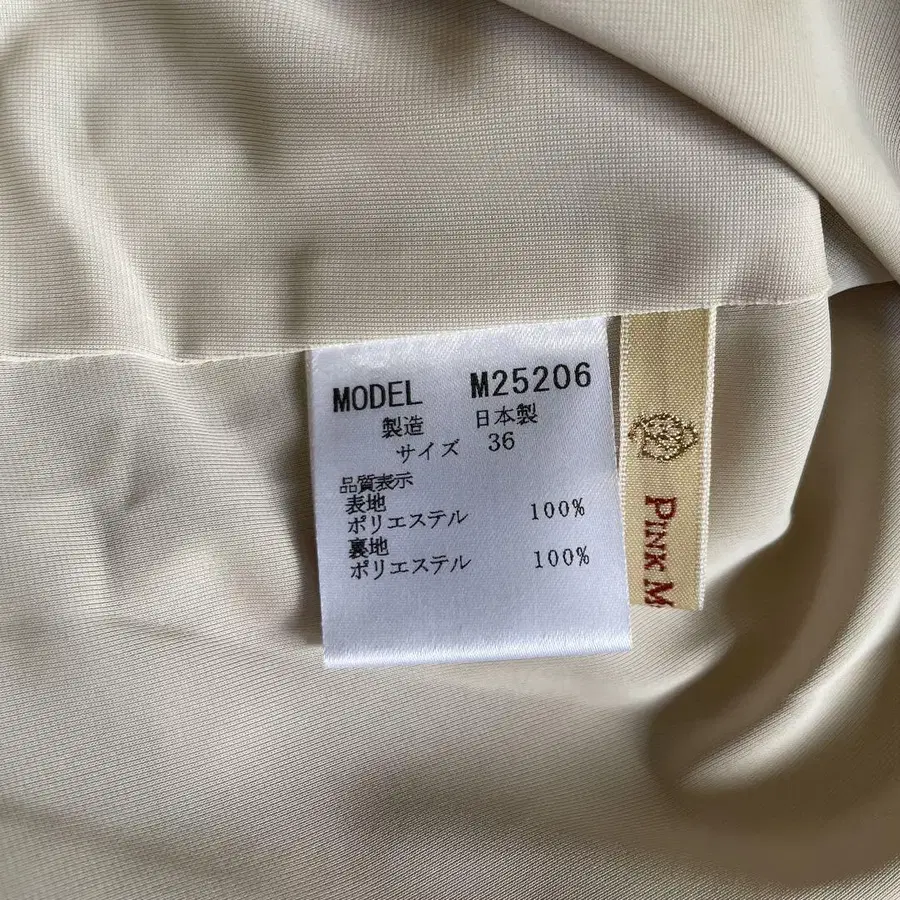 MODEL M25206
製造 日本製
サイズ 36
品質表示
表地
ポリエステル 100%
裏地
ポリエステル 100%
PINK